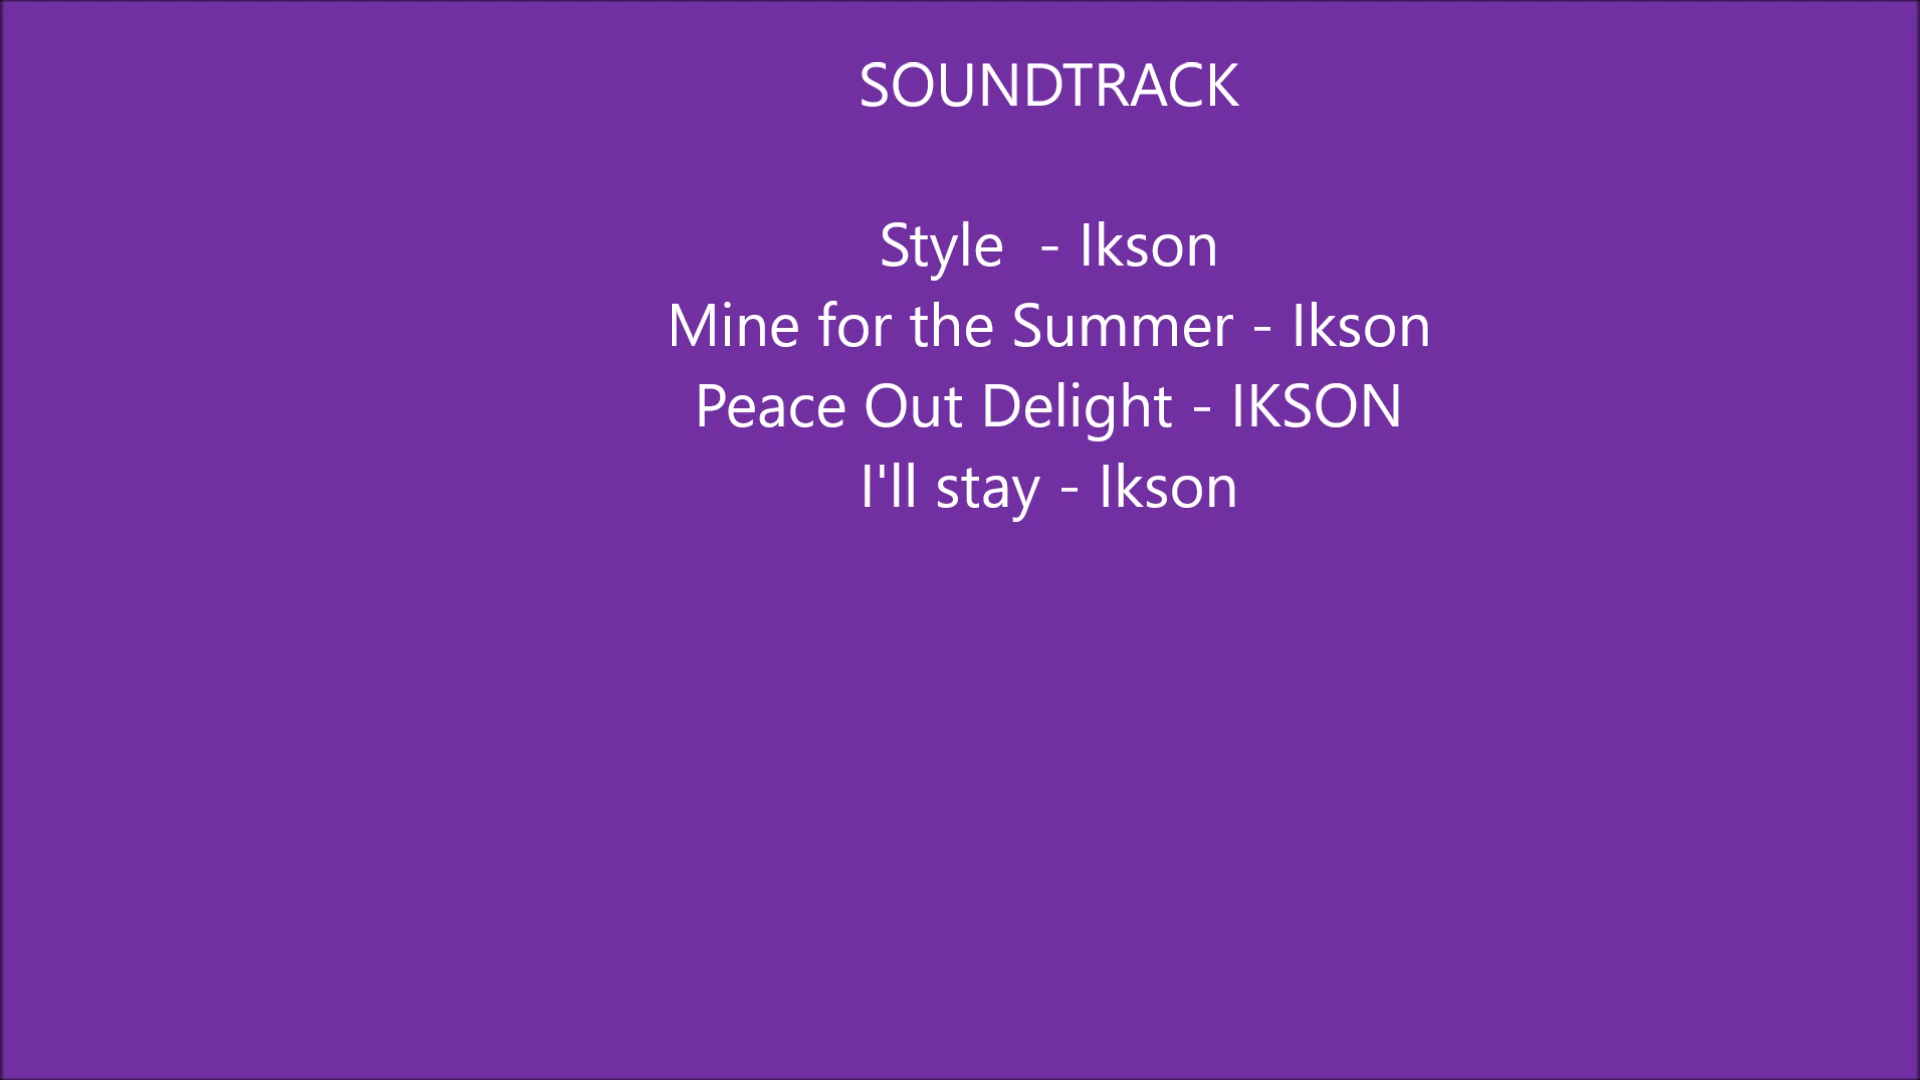 SOUNDTRACK
Style  - Ikson
Mine for the Summer - Ikson
Peace Out Delight - IKSON
I'll stay - Ikson